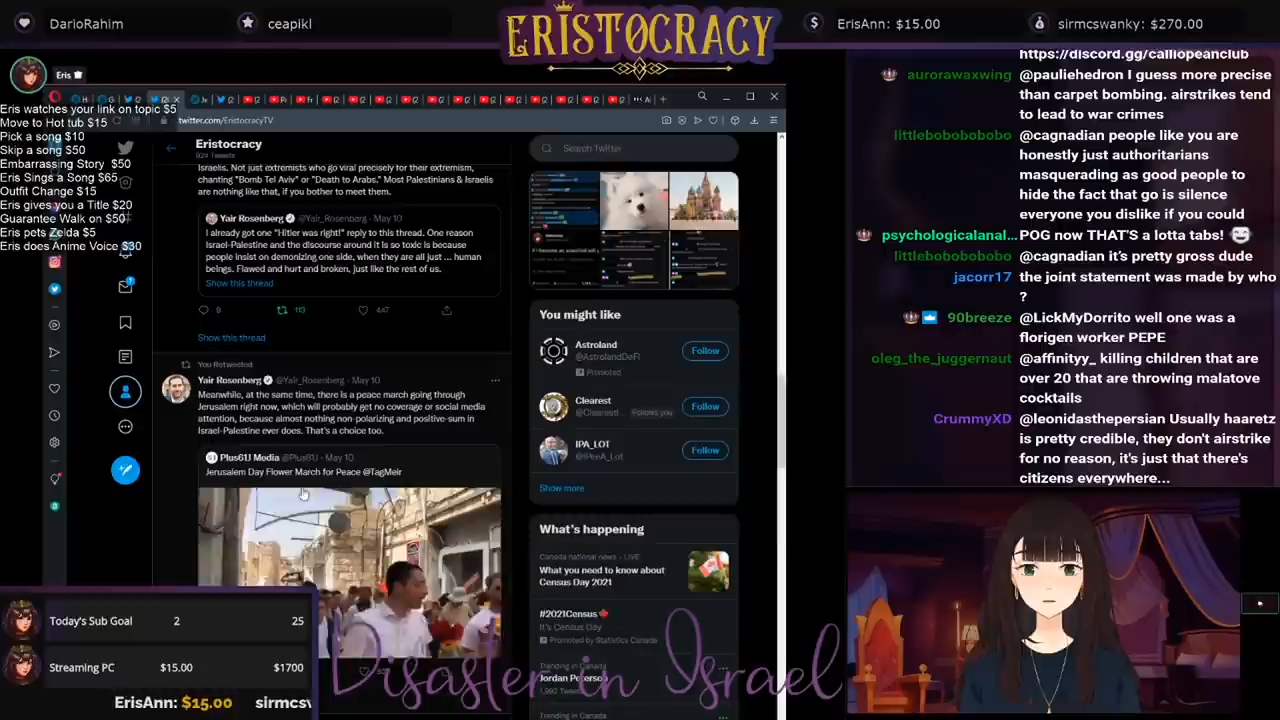 DarioRahim
ceapikl
ERISTOCRACY
$
ErisAnn: $15.00
sirmcswanky: $270.00
Eris
Eris watches your link on topic $5
Move to Hot tub $15
Pick a song $10
Skip a song $50
Embarrassing Story $50
Eris Sings a Song$65
Outfit Change $15
Eris gives you a Title $20
Guarantee Walk on $50
Eris pets Zelda $5
Eris does Anime Voice $30
twitter.com/EristocracyTV
Eristocracy
924 Tweets
Israelis. Not just extremists who go viral precisely for their extremism,
chanting "Bomb Tel Aviv" or "Death to Arabs." Most Palestinians & Israelis
are nothing like that, if you bother to meet them.
Yair Rosenberg @Yair_Rosenberg · May 10
I already got one "Hitler was right!" reply to this thread. One reason
Israel-Palestine and the discourse around it is so toxic is because
people insist on demonizing one side, when they are all just ... human
beings. Flawed and hurt and broken, just like the rest of us.
Show this thread
9
113
447
Show this thread
You Retweeted
Yair Rosenberg @Yair_Rosenberg · May 10
Meanwhile, at the same time, there is a peace march going through
Jerusalem right now, which will probably get no coverage or social media
attention, because almost nothing non-polarizing and positive-sum in
Israel-Palestine ever does. That's a choice too.
Plus61J Media @Plus61J · May 10
Jerusalem Day Flower March for Peace @TagMeir
Search Twitter
You might like
Astroland
@AstrolandDeFi
Promoted
Follow
Clearest
@Clearestl... Follows you
Follow
IPA_LOT
@IPeeA_Lot
Follow
Show more
What's happening
Canada national news · LIVE
What you need to know about
Census Day 2021
#2021Census
It's Census Day
Promoted by Statistics Canada
Trending in Canada
Jordan Peterson
1,992 Tweets
Trending in Canada
https://discord.gg/calliopeanclub
aurorawaxwing @pauliehedron I guess more precise
than carpet bombing. airstrikes tend
to lead to war crimes
littlebobobobobo @cagnadian people like you are
honestly just authoritarians
masquerading as good people to
hide the fact that go is silence
everyone you dislike if you could
psychologicalanal... POG now THATS a lotta tabs!
littlebobobobobo @cagnadian it's pretty gross dude
jacorr17 the joint statement was made by who
?
90breeze @LickMyDorrito well one was a
florigen worker PEPE
oleg_the_juggernaut @affinityy_ killing children that are
over 20 that are throwing malatove
cocktails
CrummyXD @leonidasthepersian Usually haaretz
is pretty credible, they don't airstrike
for no reason, it's just that there's
citizens everywhere...
Today's Sub Goal 2 25
Streaming PC $15.00 $1700
ErisAnn: $15.00 sirmcsw
Disaster in Israel